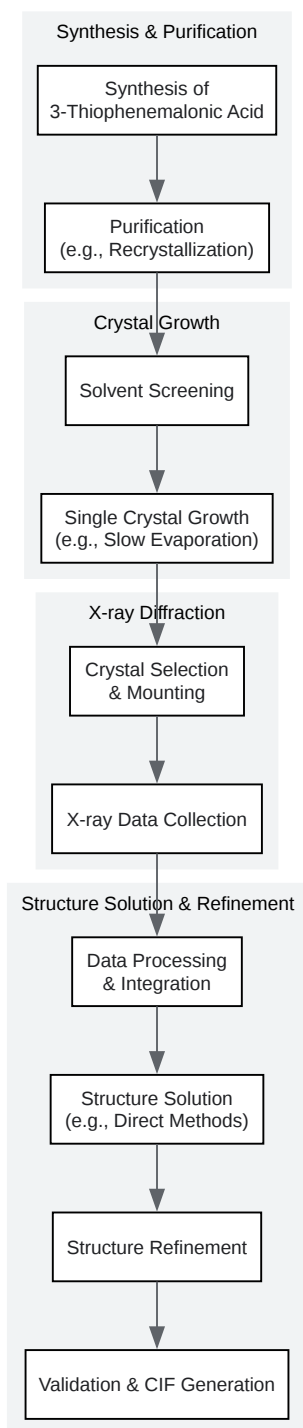 Synthesis & Purification
Synthesis of
3-Thiophenemalonic Acid
Purification
(e.g., Recrystallization)
Crystal Growth
Solvent Screening
Single Crystal Growth
(e.g., Slow Evaporation)
X-ray Diffraction
Crystal Selection
& Mounting
X-ray Data Collection
Structure Solution & Refinement
Data Processing
& Integration
Structure Solution
(e.g., Direct Methods)
Structure Refinement
Validation & CIF Generation